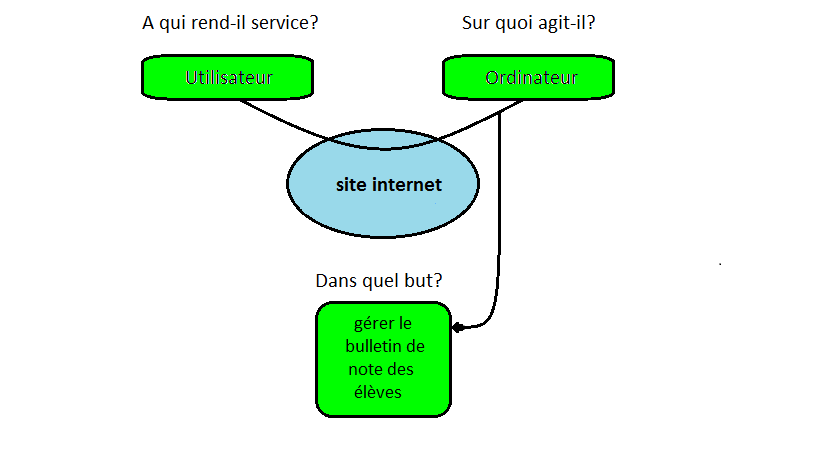 A qui rend-il service?
Sur quoi agit-il?
Utilisateur
Ordinateur
site internet
Dans quel but?
gérer le
bulletin de
note des
élèves